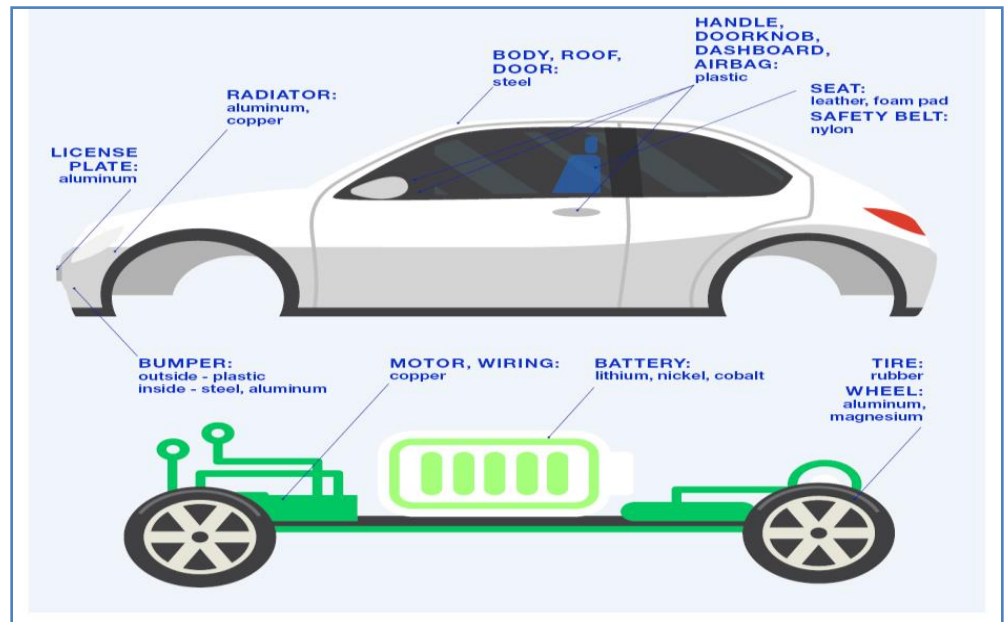 HANDLE,
DOORKNOB,
DASHBOARD,
AIRBAG:
plastic
BODY, ROOF,
DOOR:
steel
SEAT:
leather, foam pad
SAFETY BELT:
nylon
RADIATOR:
aluminum,
copper
LICENSE
PLATE:
aluminum
BUMPER:
outside - plastic
inside - steel, aluminum
MOTOR, WIRING:
copper
BATTERY:
lithium, nickel, cobalt
TIRE:
rubber
WHEEL:
aluminum,
magnesium